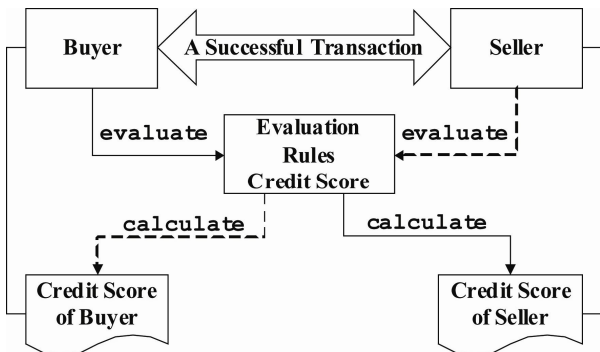 Buyer
A Successful Transaction
Seller
evaluate
Evaluation
Rules
Credit Score
evaluate
calculate
calculate
Credit Score
of Buyer
Credit Score
of Seller